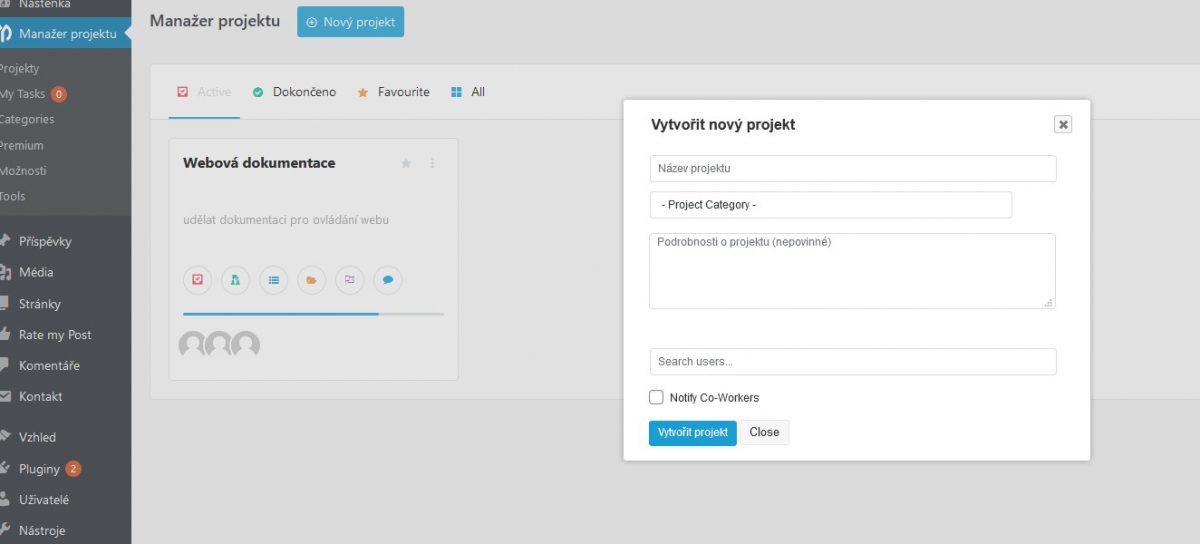 Nástěnka
Manažer projektu
Projekty
My Tasks 0
Categories
Premium
Možnosti
Tools
Příspěvky
Média
Stránky
Rate my Post
Komentáře
Kontakt
Vzhled
Pluginy 2
Uživatelé
Nástroje
Manažer projektu
Nový projekt
Active
Dokončeno
Favourite
All
Webová dokumentace
udělat dokumentaci pro ovládání webu
Vytvořit nový projekt
Název projektu
- Project Category -
Podrobnosti o projektu (nepovinné)
Search users...
Notify Co-Workers
Vytvořit projekt
Close